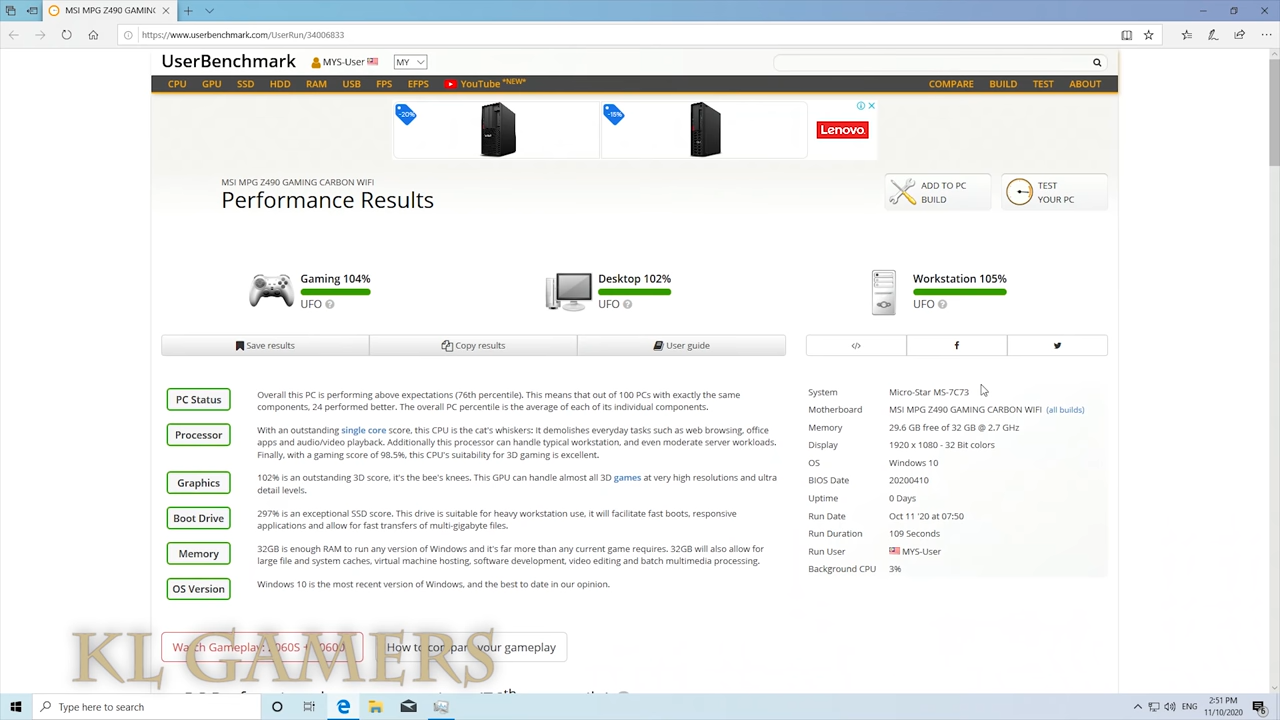 MSI MPG Z490 GAMING
https://www.userbenchmark.com/UserRun/34006833
UserBenchmark MYS-User MY
CPU GPU SSD HDD RAM USB FPS EFPS YouTube *NEW* COMPARE BUILD TEST ABOUT
-20% -15% Lenovo
MSI MPG Z490 GAMING CARBON WIFI
Performance Results
ADD TO PC BUILD
TEST YOUR PC
Gaming 104% Desktop 102% Workstation 105%
UFO UFO UFO
Save results Copy results User guide
PC Status
Overall this PC is performing above expectations (76th percentile). This means that out of 100 PCs with exactly the same
components, 24 performed better. The overall PC percentile is the average of each of its individual components.
Processor
With an outstanding single core score, this CPU is the cat's whiskers: It demolishes everyday tasks such as web browsing, office
apps and audio/video playback. Additionally this processor can handle typical workstation, and even moderate server workloads.
Finally, with a gaming score of 98.5%, this CPU's suitability for 3D gaming is excellent.
Graphics
102% is an outstanding 3D score, it's the bee's knees. This GPU can handle almost all 3D games at very high resolutions and ultra
detail levels.
Boot Drive
297% is an exceptional SSD score. This drive is suitable for heavy workstation use, it will facilitate fast boots, responsive
applications and allow for fast transfers of multi-gigabyte files.
Memory
32GB is enough RAM to run any version of Windows and it's far more than any current game requires. 32GB will also allow for
large file and system caches, virtual machine hosting, software development, video editing and batch multimedia processing.
OS Version
Windows 10 is the most recent version of Windows, and the best to date in our opinion.
System Micro-Star MS-7C73
Motherboard MSI MPG Z490 GAMING CARBON WIFI (all builds)
Memory 29.6 GB free of 32 GB @ 2.7 GHz
Display 1920 x 1080 - 32 Bit colors
OS Windows 10
BIOS Date 20200410
Uptime 0 Days
Run Date Oct 11 '20 at 07:50
Run Duration 109 Seconds
Run User MYS-User
Background CPU 3%
Watch Gameplay: How to compare your gameplay
KL GAMERS
Type here to search
ENG
2:51 PM
11/10/2020